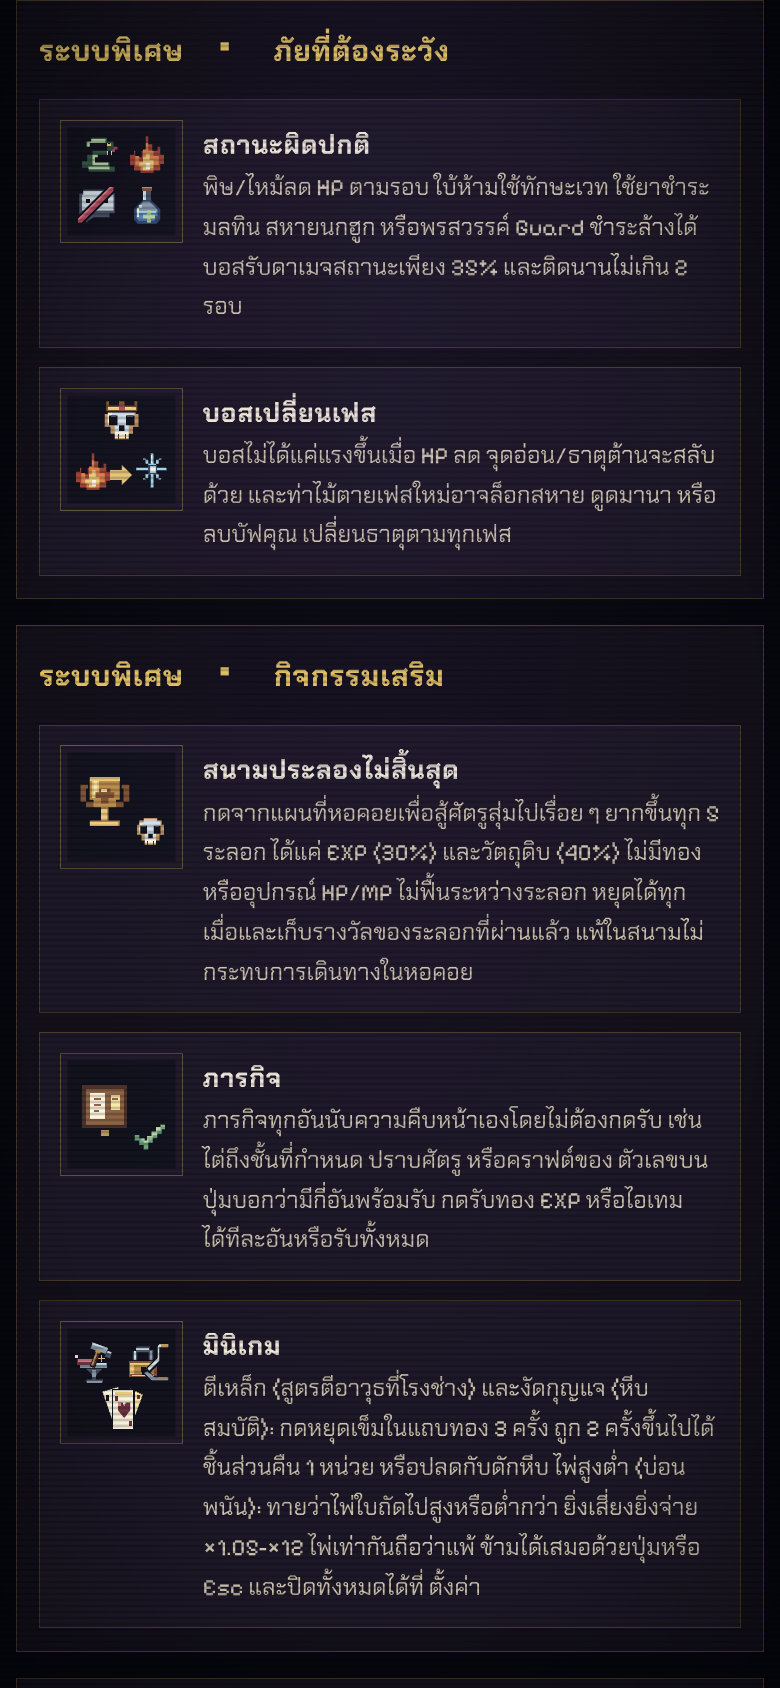 ระบบพิเศษ · ภัยที่ต้องระวัง
สถานะผิดปกติ
พิษ/ไหม้ลด HP ตามรอบ ใบ้ห้ามใช้ทักษะเวท ใช้ยาชำระ
มลทิน สหายนกฮูก หรือพรสวรรค์ Guard ชำระล้างได้
บอสรับดาเมจสถานะเพียง 35% และติดนานไม่เกิน 2
รอบ
บอสเปลี่ยนเฟส
บอสไม่ได้แค่แรงขึ้นเมื่อ HP ลด จุดอ่อน/ธาตุต้านจะสลับ
ด้วย และท่าไม้ตายเฟสใหม่อาจล็อกสหาย ดูดมานา หรือ
ลบบัฟคุณ เปลี่ยนธาตุตามทุกเฟส
ระบบพิเศษ · กิจกรรมเสริม
สนามประลองไม่สิ้นสุด
กดจากแผนที่หอคอยเพื่อสู้ศัตรูสุ่มไปเรื่อย ๆ ยากขึ้นทุก 5
ระลอก ได้แค่ EXP (30%) และวัตถุดิบ (40%) ไม่มีทอง
หรืออุปกรณ์ HP/MP ไม่ฟื้นระหว่างระลอก หยุดได้ทุก
เมื่อและเก็บรางวัลของระลอกที่ผ่านแล้ว แพ้ในสนามไม่
กระทบการเดินทางในหอคอย
ภารกิจ
ภารกิจทุกอันนับความคืบหน้าเองโดยไม่ต้องกดรับ เช่น
ไต่ถึงชั้นที่กำหนด ปราบศัตรู หรือคราฟต์ของ ตัวเลขบน
ปุ่มบอกว่ามีกี่อันพร้อมรับ กดรับทอง EXP หรือไอเทม
ได้ทีละอันหรือรับทั้งหมด
มินิเกม
ตีเหล็ก (สูตรตีอาวุธที่โรงช่าง) และงัดกุญแจ (หีบ
สมบัติ): กดหยุดเข็มในแถบทอง 3 ครั้ง ถูก 2 ครั้งขึ้นไปได้
ชิ้นส่วนคืน 1 หน่วย หรือปลดกับดักหีบ ไพ่สูงต่ำ (บ่อน
พนัน): ทายว่าไพ่ใบถัดไปสูงหรือต่ำกว่า ยิ่งเสี่ยงยิ่งจ่าย
×1.05-×12 ไพ่เท่ากันถือว่าแพ้ ข้ามได้เสมอด้วยปุ่มหรือ
Esc และปิดทั้งหมดได้ที่ ตั้งค่า